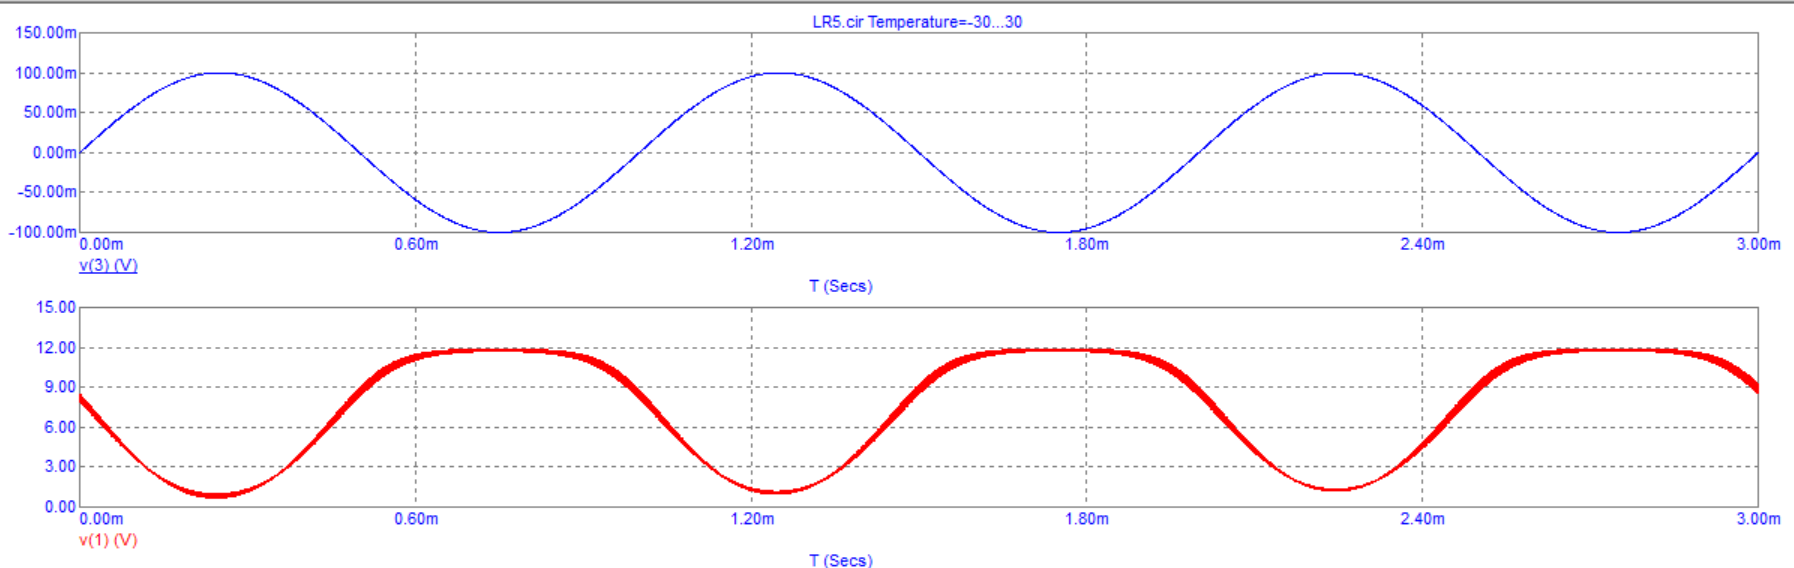 LR5.cir Temperature=-30...30
150.00m
100.00m
50.00m
0.00m
-50.00m
-100.00m
0.00m 0.60m 1.20m 1.80m 2.40m 3.00m
v(3) (V)
T (Secs)
15.00
12.00
9.00
6.00
3.00
0.00
0.00m 0.60m 1.20m 1.80m 2.40m 3.00m
v(1) (V)
T (Secs)